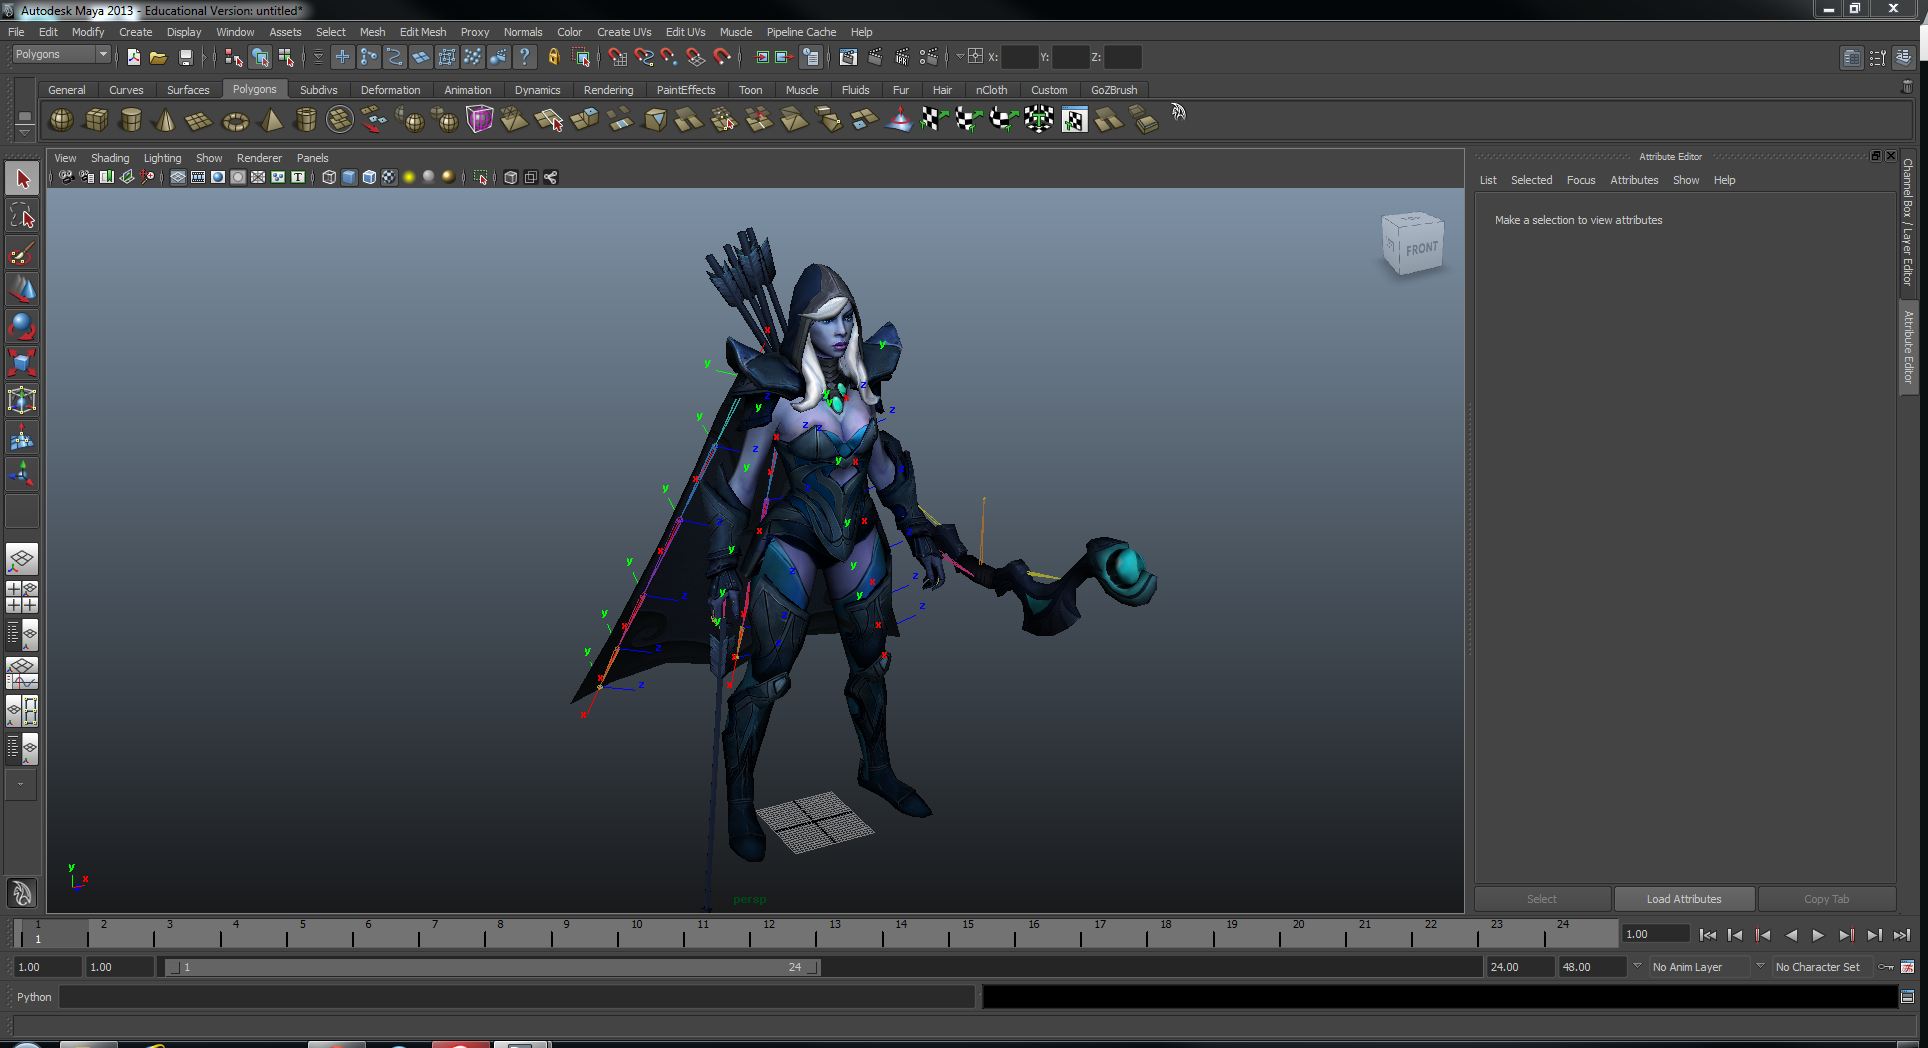 Autodesk Maya 2013 - Educational Version: untitled*
File Edit Modify Create Display Window Assets Select Mesh Edit Mesh Proxy Normals Color Create UVs Edit UVs Muscle Pipeline Cache Help
Polygons X: Y: Z:
General Curves Surfaces Polygons Subdivs Deformation Animation Dynamics Rendering PaintEffects Toon Muscle Fluids Fur Hair nCloth Custom GoZBrush
View Shading Lighting Show Renderer Panels
Attribute Editor
List Selected Focus Attributes Show Help
Make a selection to view attributes
FRONT
Channel Box / Layer Editor
Attribute Editor
persp
Select Load Attributes Copy Tab
1 2 3 4 5 6 7 8 9 10 11 12 13 14 15 16 17 18 19 20 21 22 23 24
1 1.00
1.00 1.00 1 24 24.00 48.00 No Anim Layer No Character Set
Python